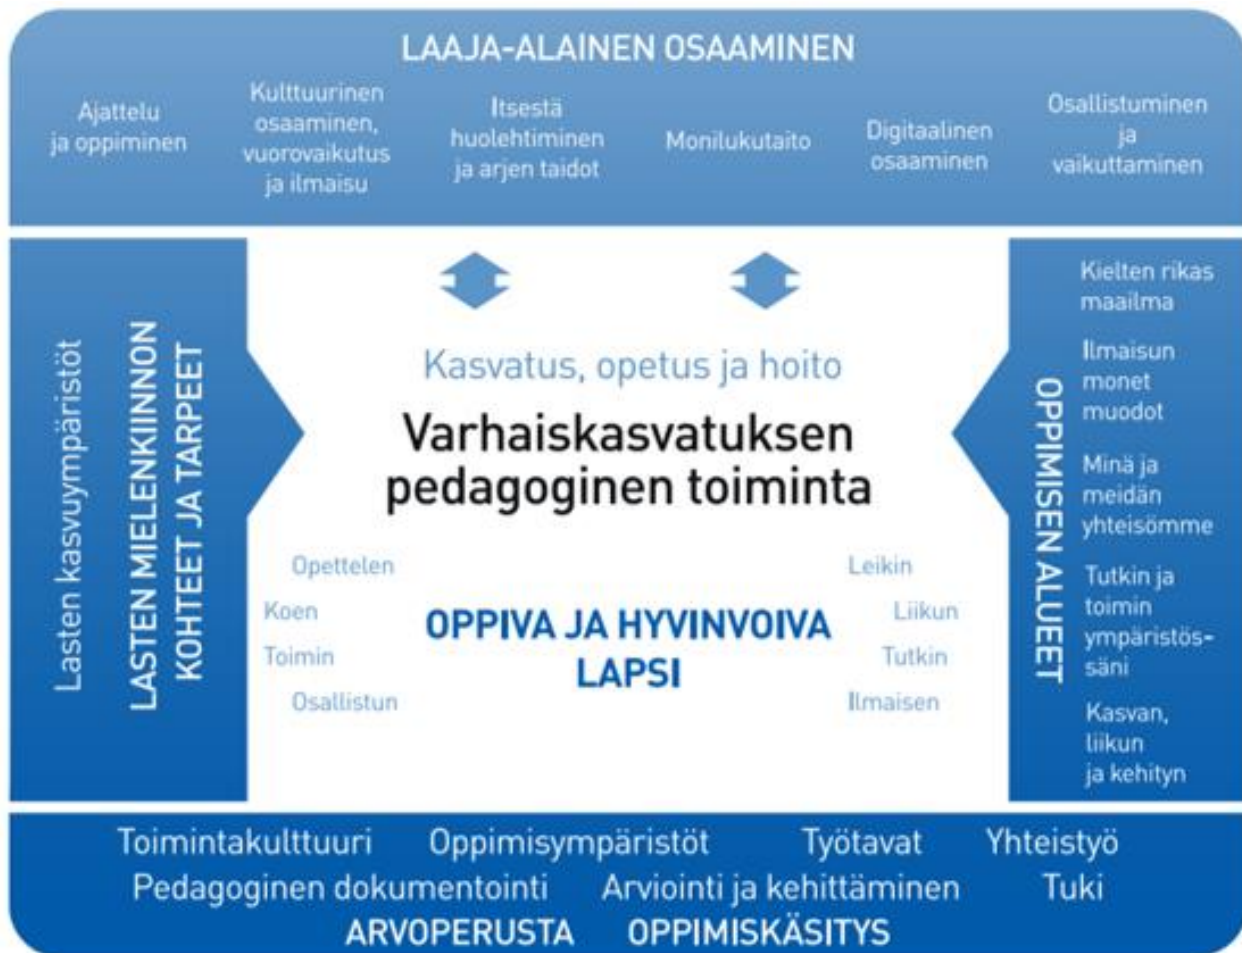 LAAJA-ALAINEN OSAAMINEN
Ajattelu
ja oppiminen
Kulttuurinen
osaaminen,
vuorovaikutus
ja ilmaisu
Itsestä
huolehtiminen
ja arjen taidot
Monilukutaito
Digitaalinen
osaaminen
Osallistuminen
ja
vaikuttaminen
Lasten kasvuympäristöt
LASTEN MIELENKIINNON
KOHTEET JA TARPEET
Kasvatus, opetus ja hoito
Varhaiskasvatuksen
pedagoginen toiminta
Opettelen
Koen
Toimin
Osallistun
OPPIVA JA HYVINVOIVA
LAPSI
Leikin
Liikun
Tutkin
Ilmaisen
OPPIMISEN ALUEET
Kielten rikas
maailma
Ilmaisun
monet
muodot
Minä ja
meidän
yhteisömme
Tutkin ja
toimin
ympäristös-
säni
Kasvan,
liikun
ja kehityn
Toimintakulttuuri Oppimisympäristöt Työtavat Yhteistyö
Pedagoginen dokumentointi Arviointi ja kehittäminen Tuki
ARVOPERUSTA OPPIMISKÄSITYS